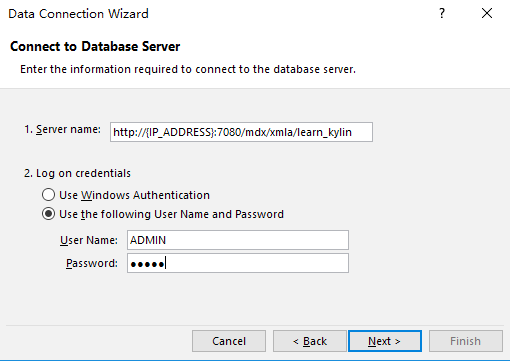 Data Connection Wizard
Connect to Database Server
Enter the information required to connect to the database server.
1. Server name: http://{IP_ADDRESS}:7080/mdx/xmla/learn_kylin
2. Log on credentials
Use Windows Authentication
Use the following User Name and Password
User Name: ADMIN
Password: •••••
Cancel < Back Next > Finish